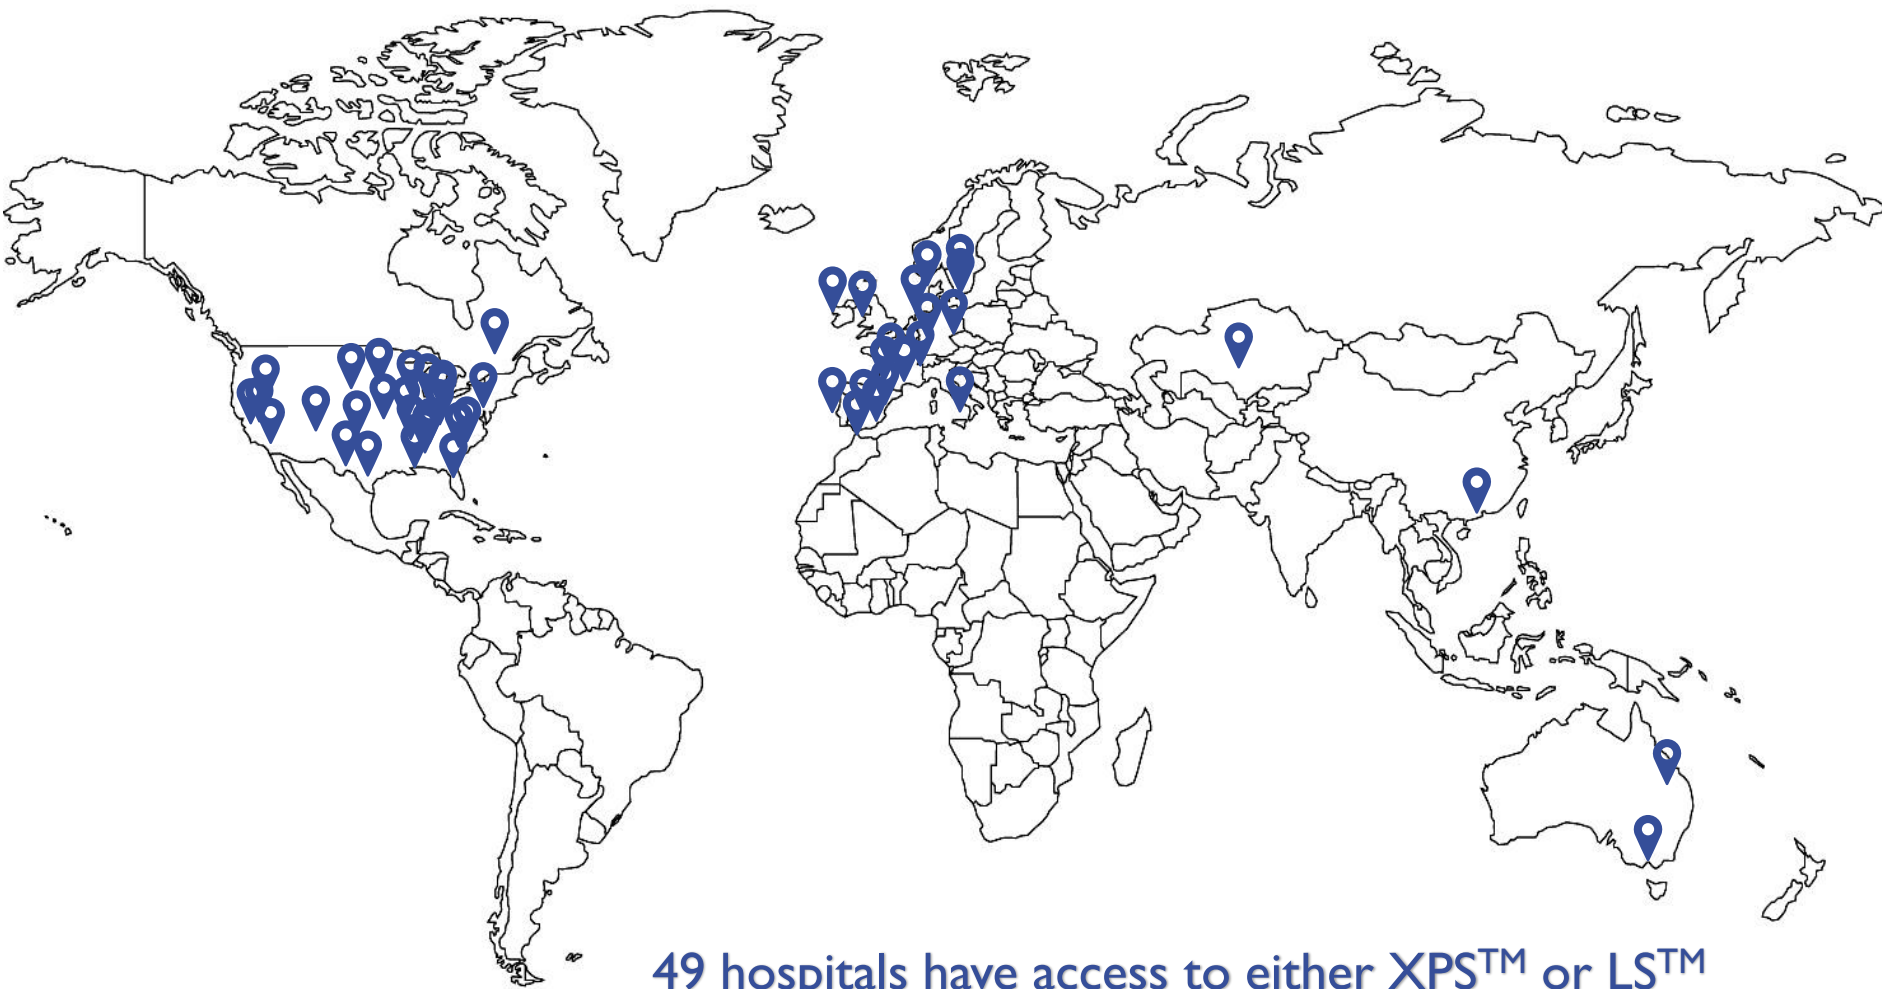 49 hospitals have access to either XPS™ or LS™